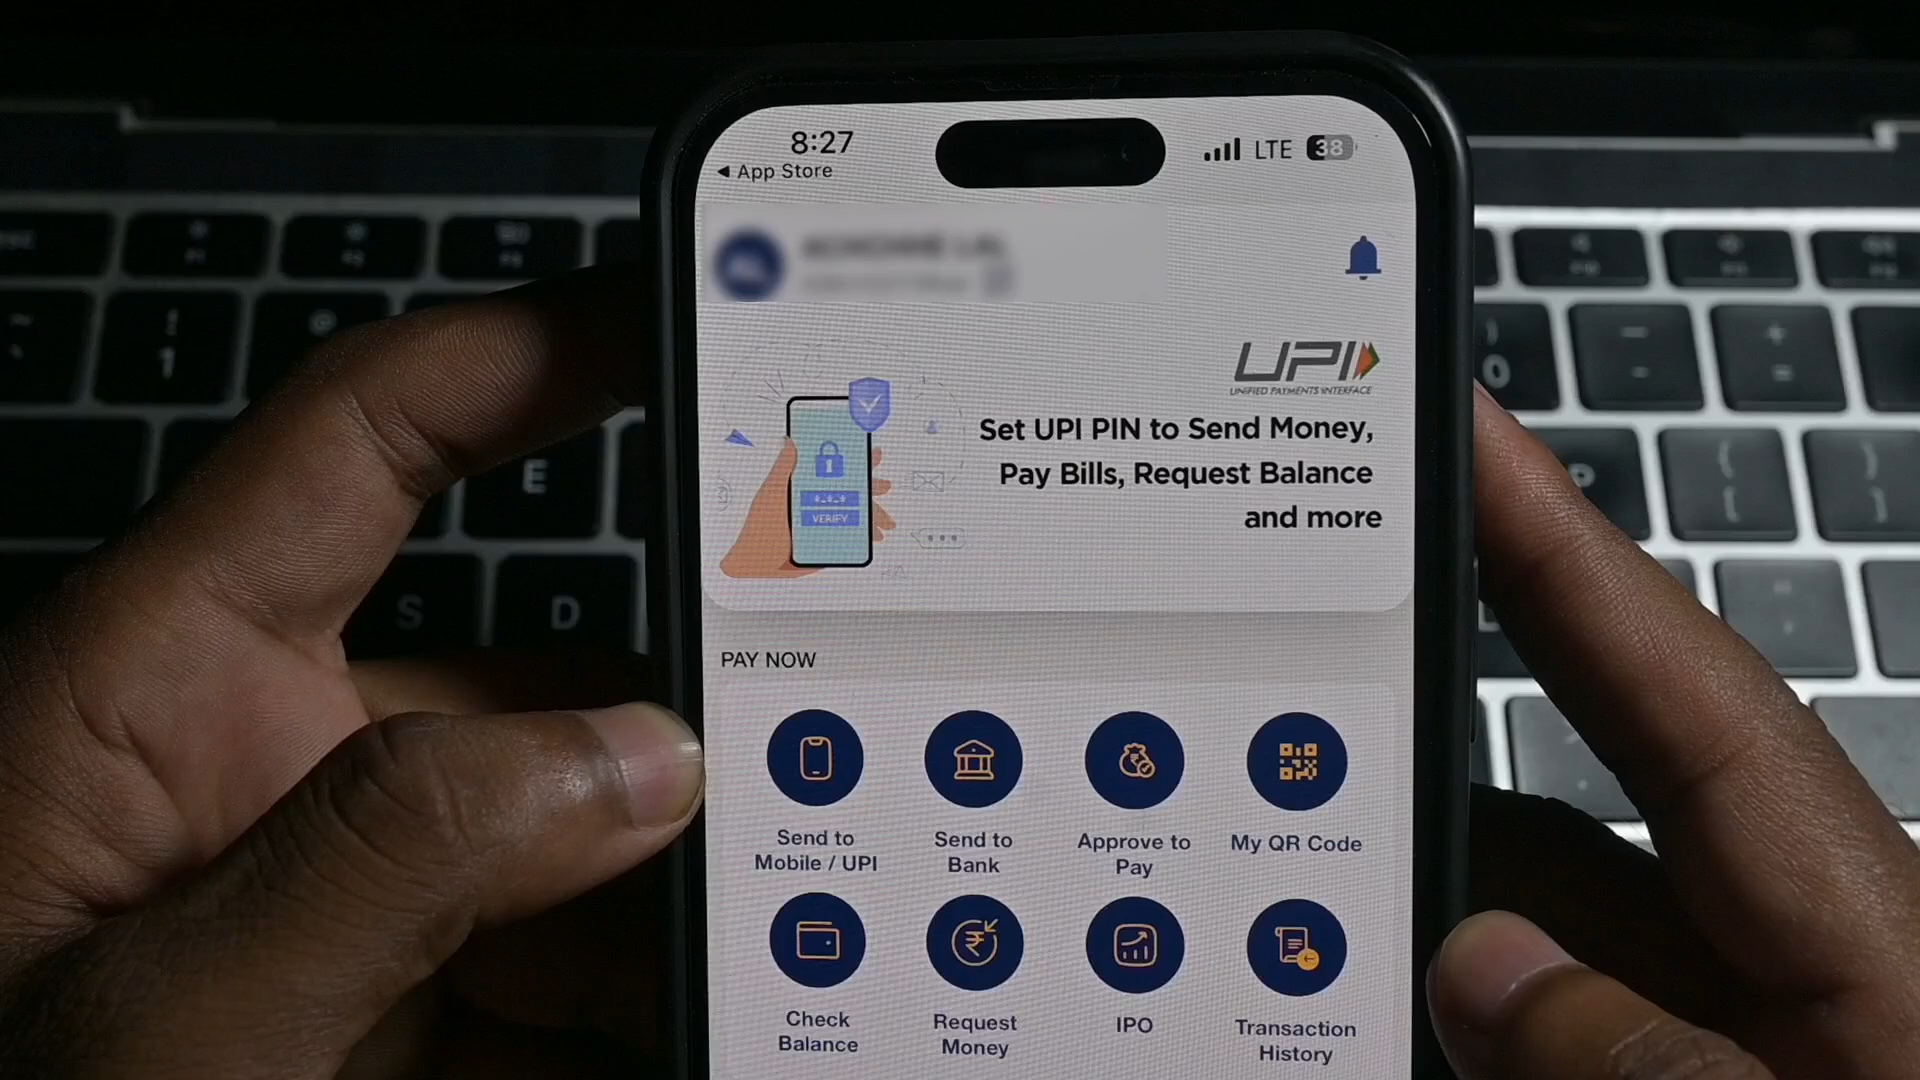 8:27
LTE
38
App Store
UPI
UNIFIED PAYMENTS INTERFACE
Set UPI PIN to Send Money,
Pay Bills, Request Balance
and more
VERIFY
PAY NOW
Send to
Mobile / UPI
Send to
Bank
Approve to
Pay
My QR Code
Check
Balance
Request
Money
IPO
Transaction
History
1
0
E
S
D